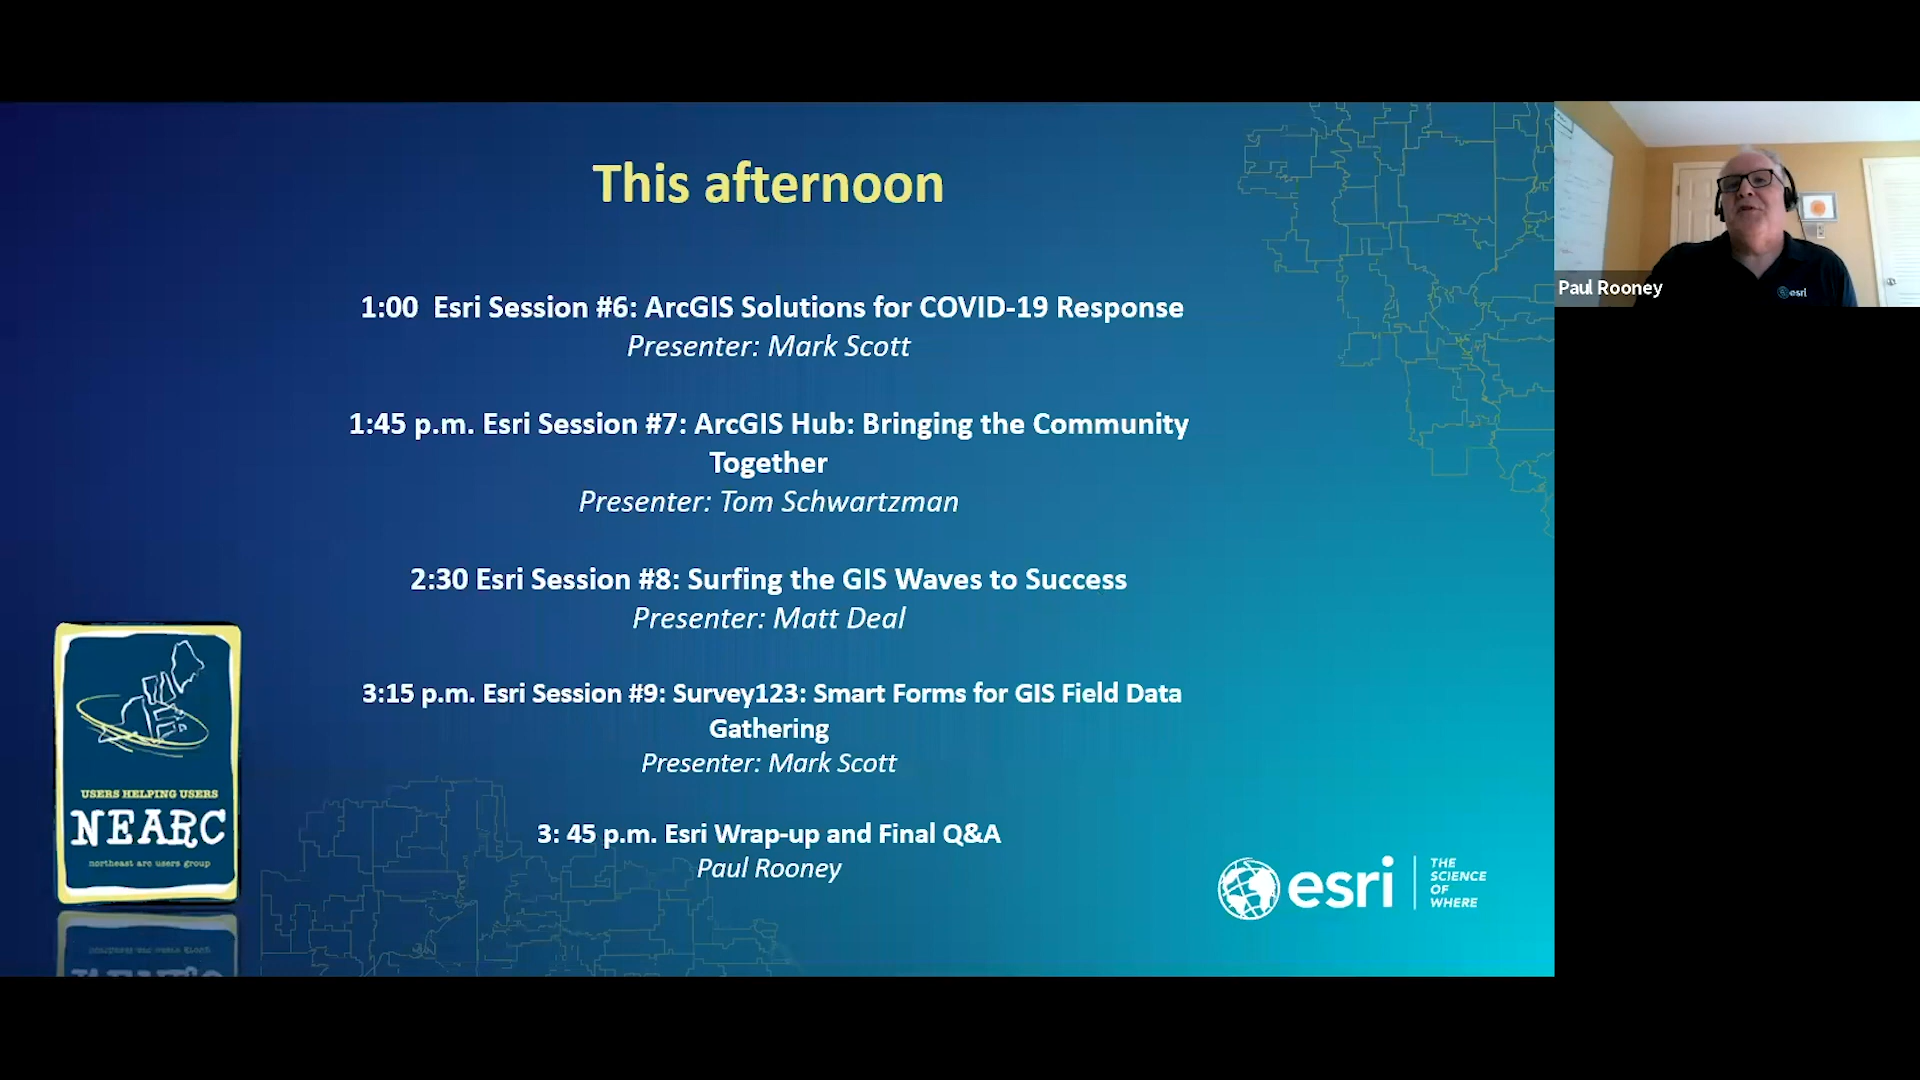 This afternoon
1:00  Esri Session #6: ArcGIS Solutions for COVID-19 Response
Presenter: Mark Scott
1:45 p.m. Esri Session #7: ArcGIS Hub: Bringing the Community
Together
Presenter: Tom Schwartzman
2:30 Esri Session #8: Surfing the GIS Waves to Success
Presenter: Matt Deal
3:15 p.m. Esri Session #9: Survey123: Smart Forms for GIS Field Data
Gathering
Presenter: Mark Scott
3: 45 p.m. Esri Wrap-up and Final Q&A
Paul Rooney
USERS HELPING USERS
NEARC
northeast arc users group
esri
THE
SCIENCE
OF
WHERE
Paul Rooney
esri